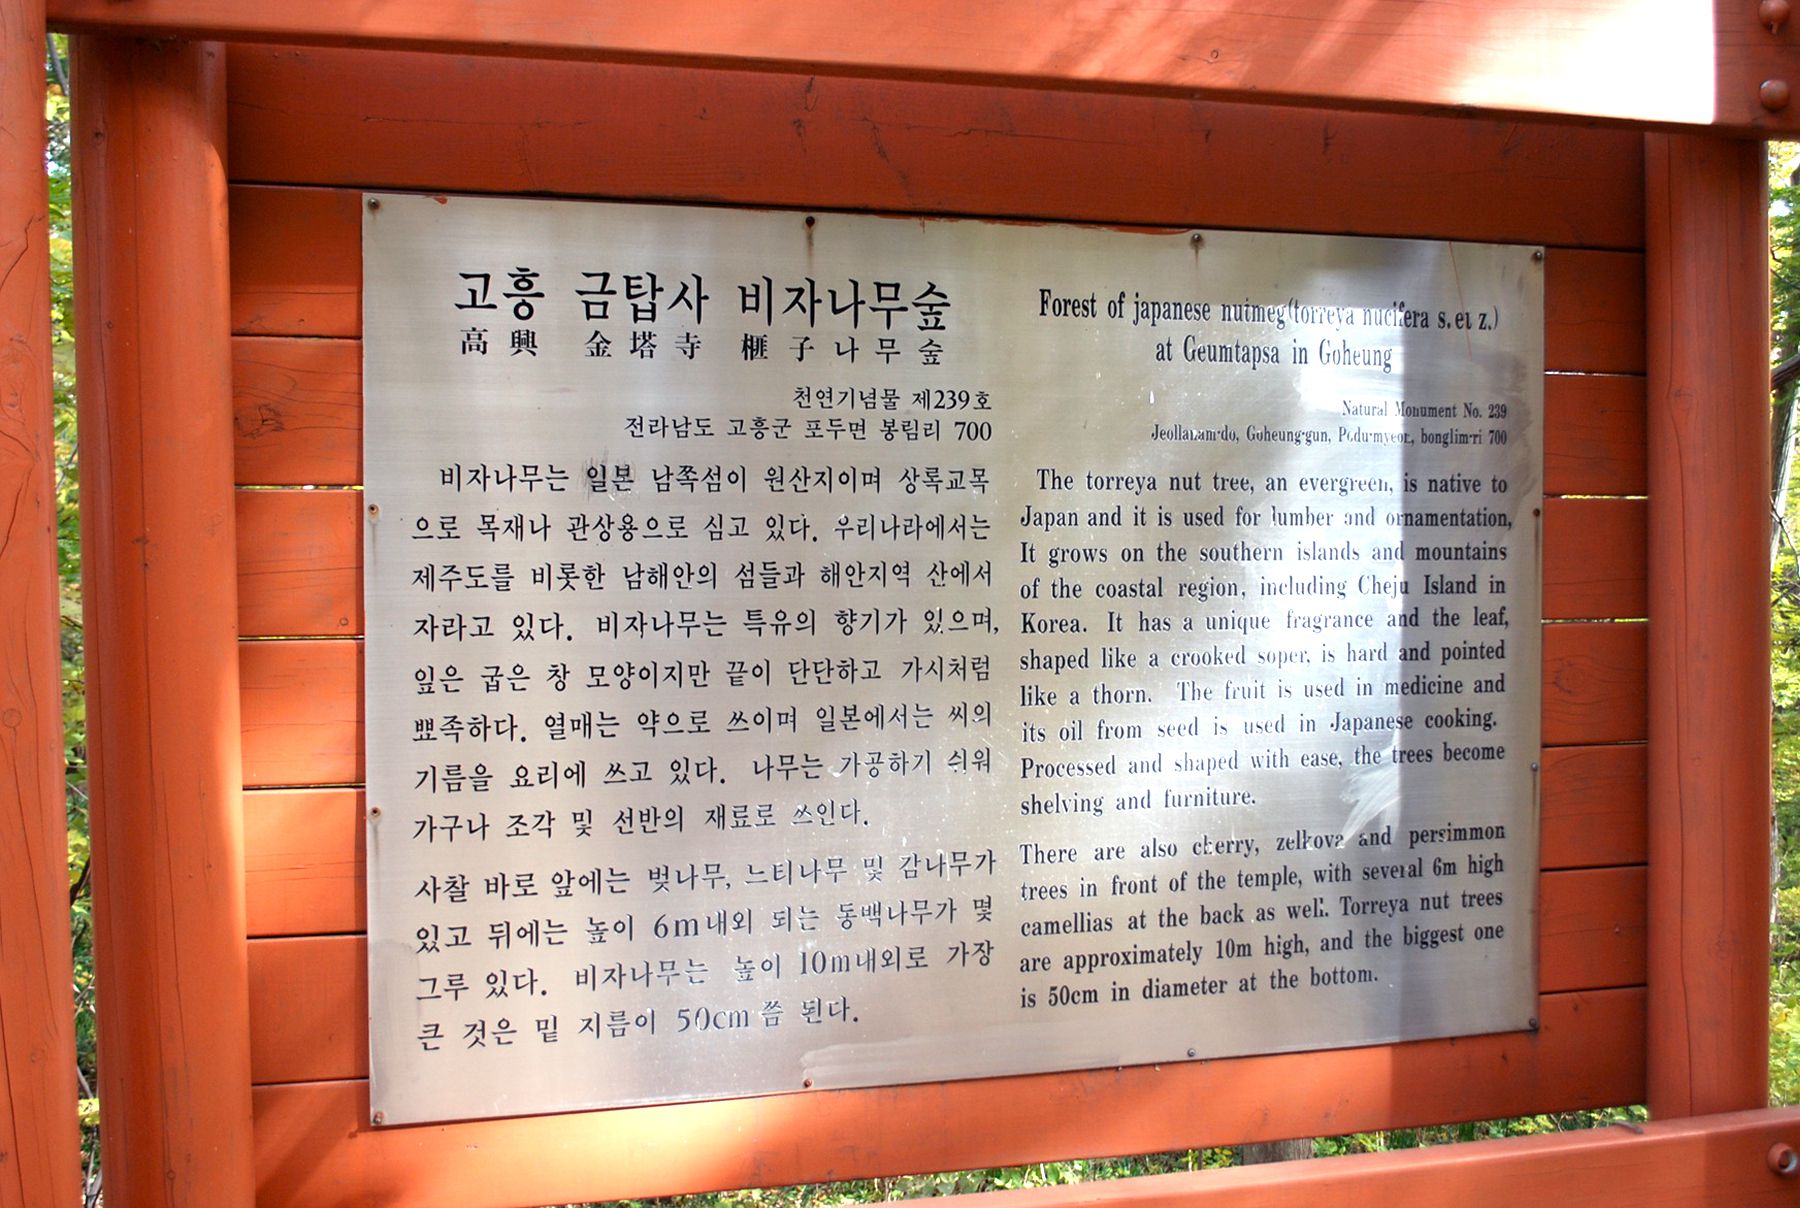 고흥 금탑사 비자나무숲
高興 金塔寺 榧子나무숲
천연기념물 제239호
전라남도 고흥군 포두면 봉림리 700
비자나무는 일본 남쪽섬이 원산지이며 상록교목
으로 목재나 관상용으로 심고 있다. 우리나라에서는
제주도를 비롯한 남해안의 섬들과 해안지역 산에서
자라고 있다. 비자나무는 특유의 향기가 있으며,
잎은 굽은 창 모양이지만 끝이 단단하고 가시처럼
뾰족하다. 열매는 약으로 쓰이며 일본에서는 씨의
기름을 요리에 쓰고 있다. 나무는 가공하기 쉬워
가구나 조각 및 선반의 재료로 쓰인다.
사찰 바로 앞에는 벚나무, 느티나무 및 감나무가
있고 뒤에는 높이 6m내외 되는 동백나무가 몇
그루 있다. 비자나무는 높이 10m내외로 가장
큰 것은 밑 지름이 50cm쯤 된다.
Forest of japanese nutmeg(torreya nucifera s. et z.)
at Geumtapsa in Goheung
Natural Monument No. 239
Jeollanam-do, Goheung-gun, Podu-myeon, bonglim-ri 700
The torreya nut tree, an evergreen, is native to
Japan and it is used for lumber and ornamentation,
It grows on the southern islands and mountains
of the coastal region, including Cheju Island in
Korea. It has a unique fragrance and the leaf,
shaped like a crooked soper, is hard and pointed
like a thorn. The fruit is used in medicine and
its oil from seed is used in Japanese cooking.
Processed and shaped with ease, the trees become
shelving and furniture.
There are also cherry, zelkova and persimmon
trees in front of the temple, with several 6m high
camellias at the back as well. Torreya nut trees
are approximately 10m high, and the biggest one
is 50cm in diameter at the bottom.